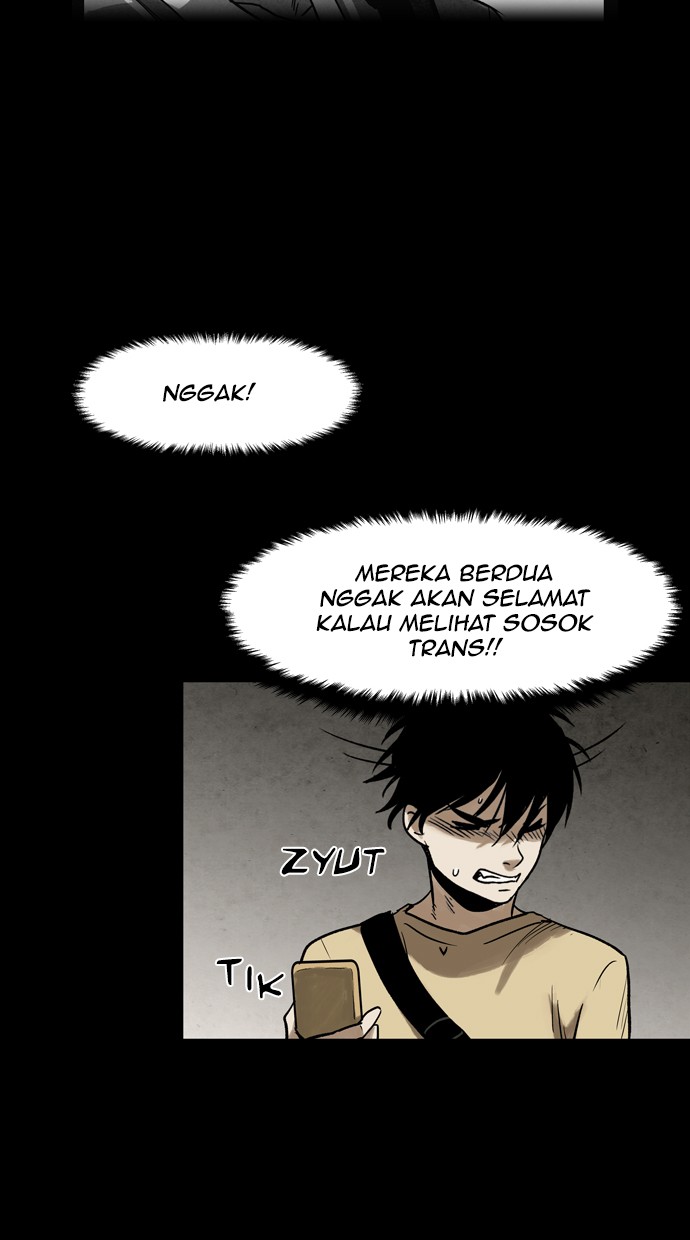 NGGAK!
MEREKA BERDUA
NGGAK AKAN SELAMAT
KALAU MELIHAT SOSOK
TRANS!!
ZYUT
TIK